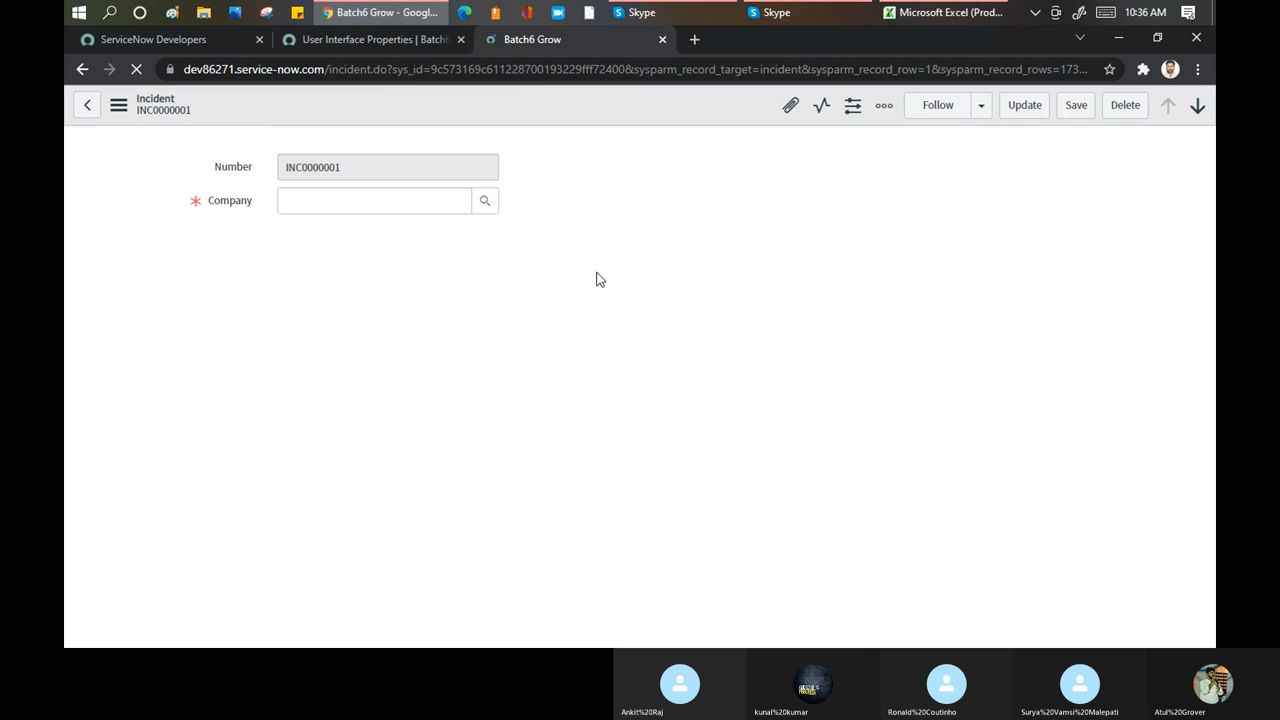 Batch6 Grow - Googl...
Skype
Skype
Microsoft Excel (Prod...
10:36 AM
ServiceNow Developers
User Interface Properties | Batch6
Batch6 Grow
dev86271.service-now.com/incident.do?sys_id=9c573169c611228700193229fff72400&sysparm_record_target=incident&sysparm_record_row=1&sysparm_record_rows=173...
Incident
INC0000001
Follow
Update
Save
Delete
Number
INC0000001
Company
Ankit%20Raj
kunal%20kumar
Ronald%20Coutinho
Surya%20Vamsi%20Malepati
Atul%20Grover